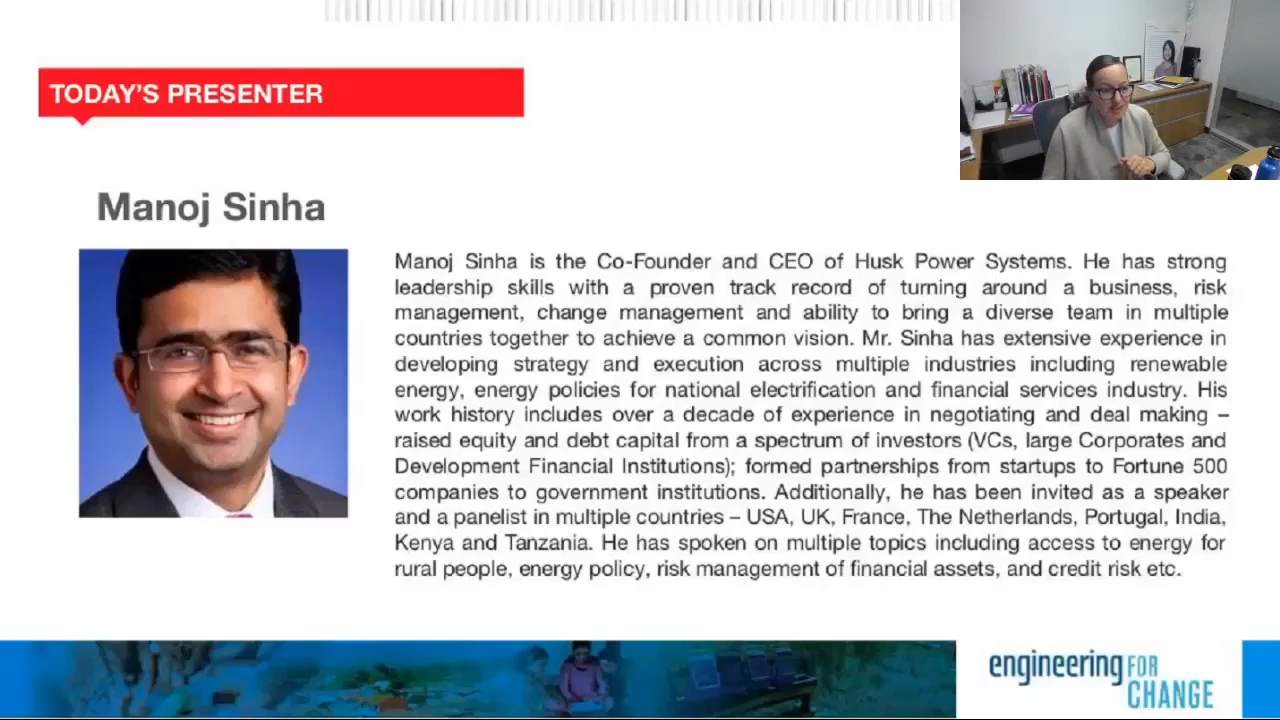 TODAY'S PRESENTER
Manoj Sinha
Manoj Sinha is the Co-Founder and CEO of Husk Power Systems. He has strong
leadership skills with a proven track record of turning around a business, risk
management, change management and ability to bring a diverse team in multiple
countries together to achieve a common vision. Mr. Sinha has extensive experience in
developing strategy and execution across multiple industries including renewable
energy, energy policies for national electrification and financial services industry. His
work history includes over a decade of experience in negotiating and deal making –
raised equity and debt capital from a spectrum of investors (VCs, large Corporates and
Development Financial Institutions); formed partnerships from startups to Fortune 500
companies to government institutions. Additionally, he has been invited as a speaker
and a panelist in multiple countries – USA, UK, France, The Netherlands, Portugal, India,
Kenya and Tanzania. He has spoken on multiple topics including access to energy for
rural people, energy policy, risk management of financial assets, and credit risk etc.
engineering FOR
CHANGE